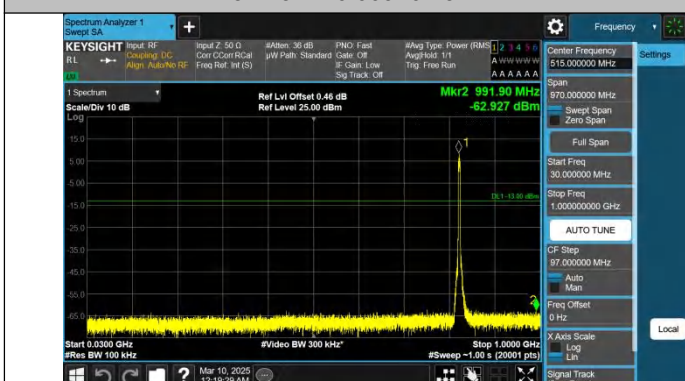 Spectrum Analyzer 1
Swept SA
Frequency
Settings
KEYSIGHT
RL
Input: RF
Coupling: DC
Align: Auto/No RF
Input Z: 50 Ω
Corr CCorr RCal
Freq Ref: Int (S)
#Atten: 36 dB
µW Path: Standard
PNO: Fast
Gate: Off
IF Gain: Low
Sig Track: Off
#Avg Type: Power (RMS
Avg|Hold: 1/1
Trig: Free Run
1 2 3 4 5 6
A W W W W W
A A A A A A
1 Spectrum
Scale/Div 10 dB
Log
Ref Lvl Offset 0.46 dB
Ref Level 25.00 dBm
Mkr2 991.90 MHz
-62.927 dBm
15.0
5.00
-5.00
-15.0
-25.0
-35.0
-45.0
-55.0
-65.0
1
2
DL1 -13.00 dBm
Start 0.0300 GHz
#Res BW 100 kHz
#Video BW 300 kHz*
Stop 1.0000 GHz
#Sweep ~1.00 s (20001 pts)
Center Frequency
515.000000 MHz
Span
970.000000 MHz
Swept Span
Zero Span
Full Span
Start Freq
30.000000 MHz
Stop Freq
1.000000000 GHz
AUTO TUNE
CF Step
97.000000 MHz
Auto
Man
Freq Offset
0 Hz
X Axis Scale
Log
Lin
Signal Track
Local
Mar 10, 2025